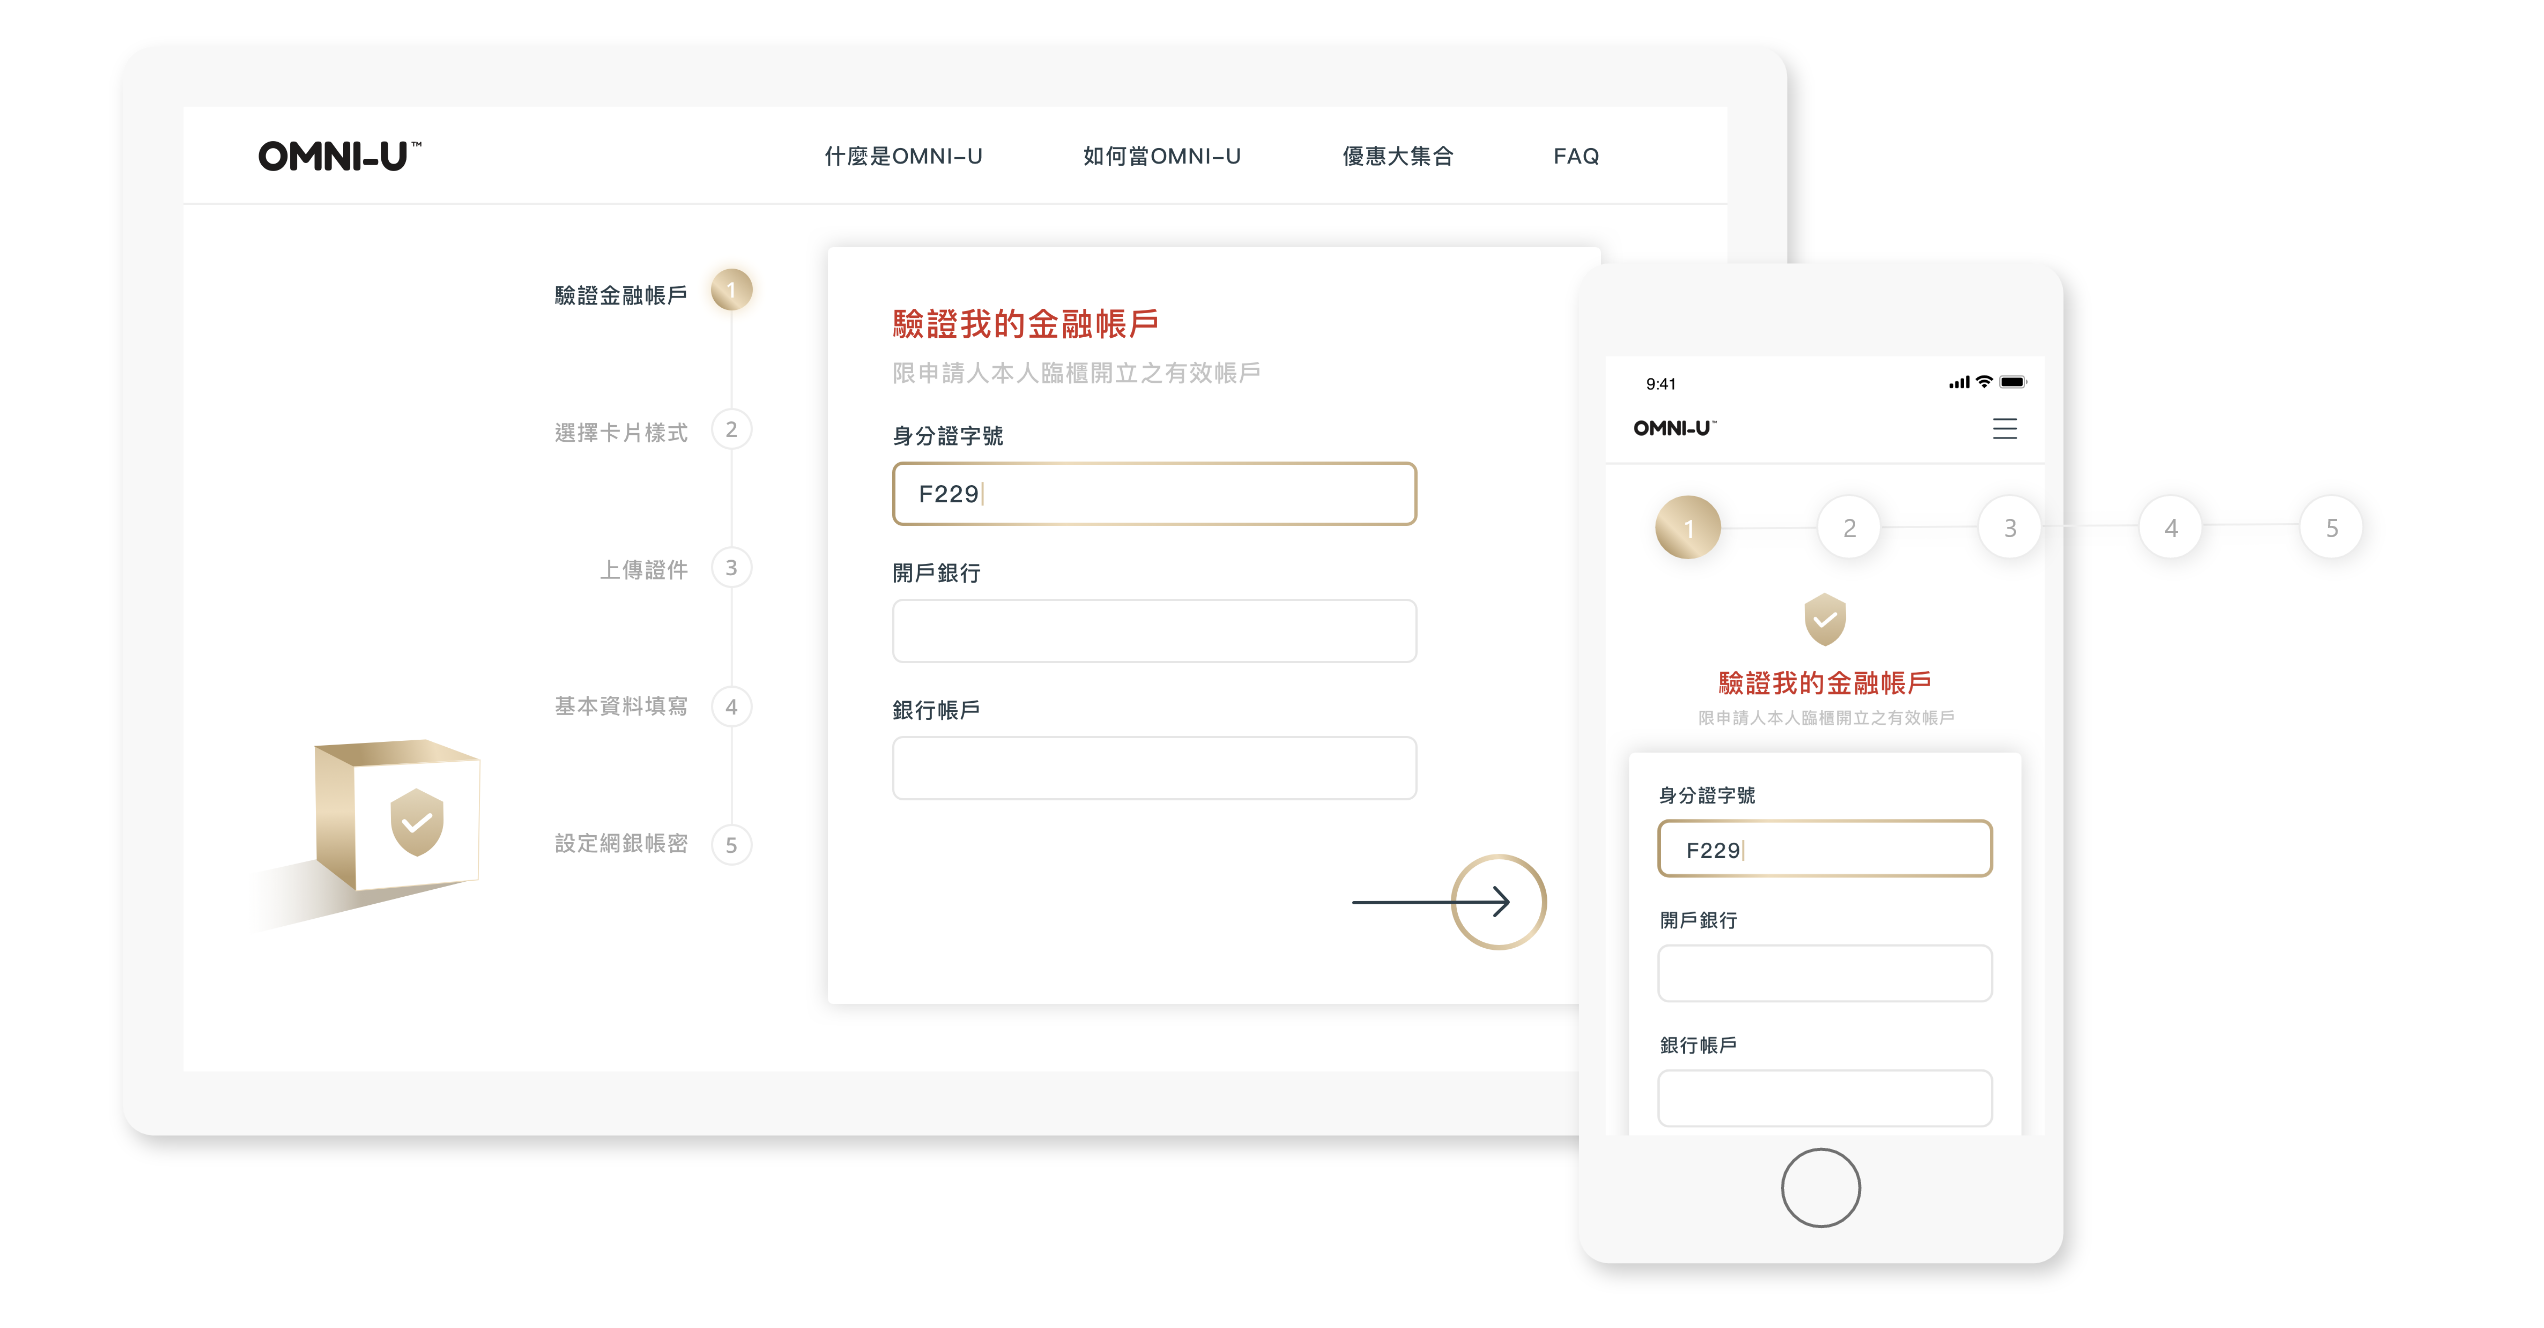 OMNI-U™
什麼是OMNI–U
如何當OMNI–U
優惠大集合
FAQ
驗證金融帳戶 1
選擇卡片樣式 2
上傳證件 3
基本資料填寫 4
設定網銀帳密 5
驗證我的金融帳戶
限申請人本人臨櫃開立之有效帳戶
身分證字號
F229
開戶銀行
銀行帳戶
9:41
OMNI-U™
1 2 3 4 5
驗證我的金融帳戶
限申請人本人臨櫃開立之有效帳戶
身分證字號
F229
開戶銀行
銀行帳戶